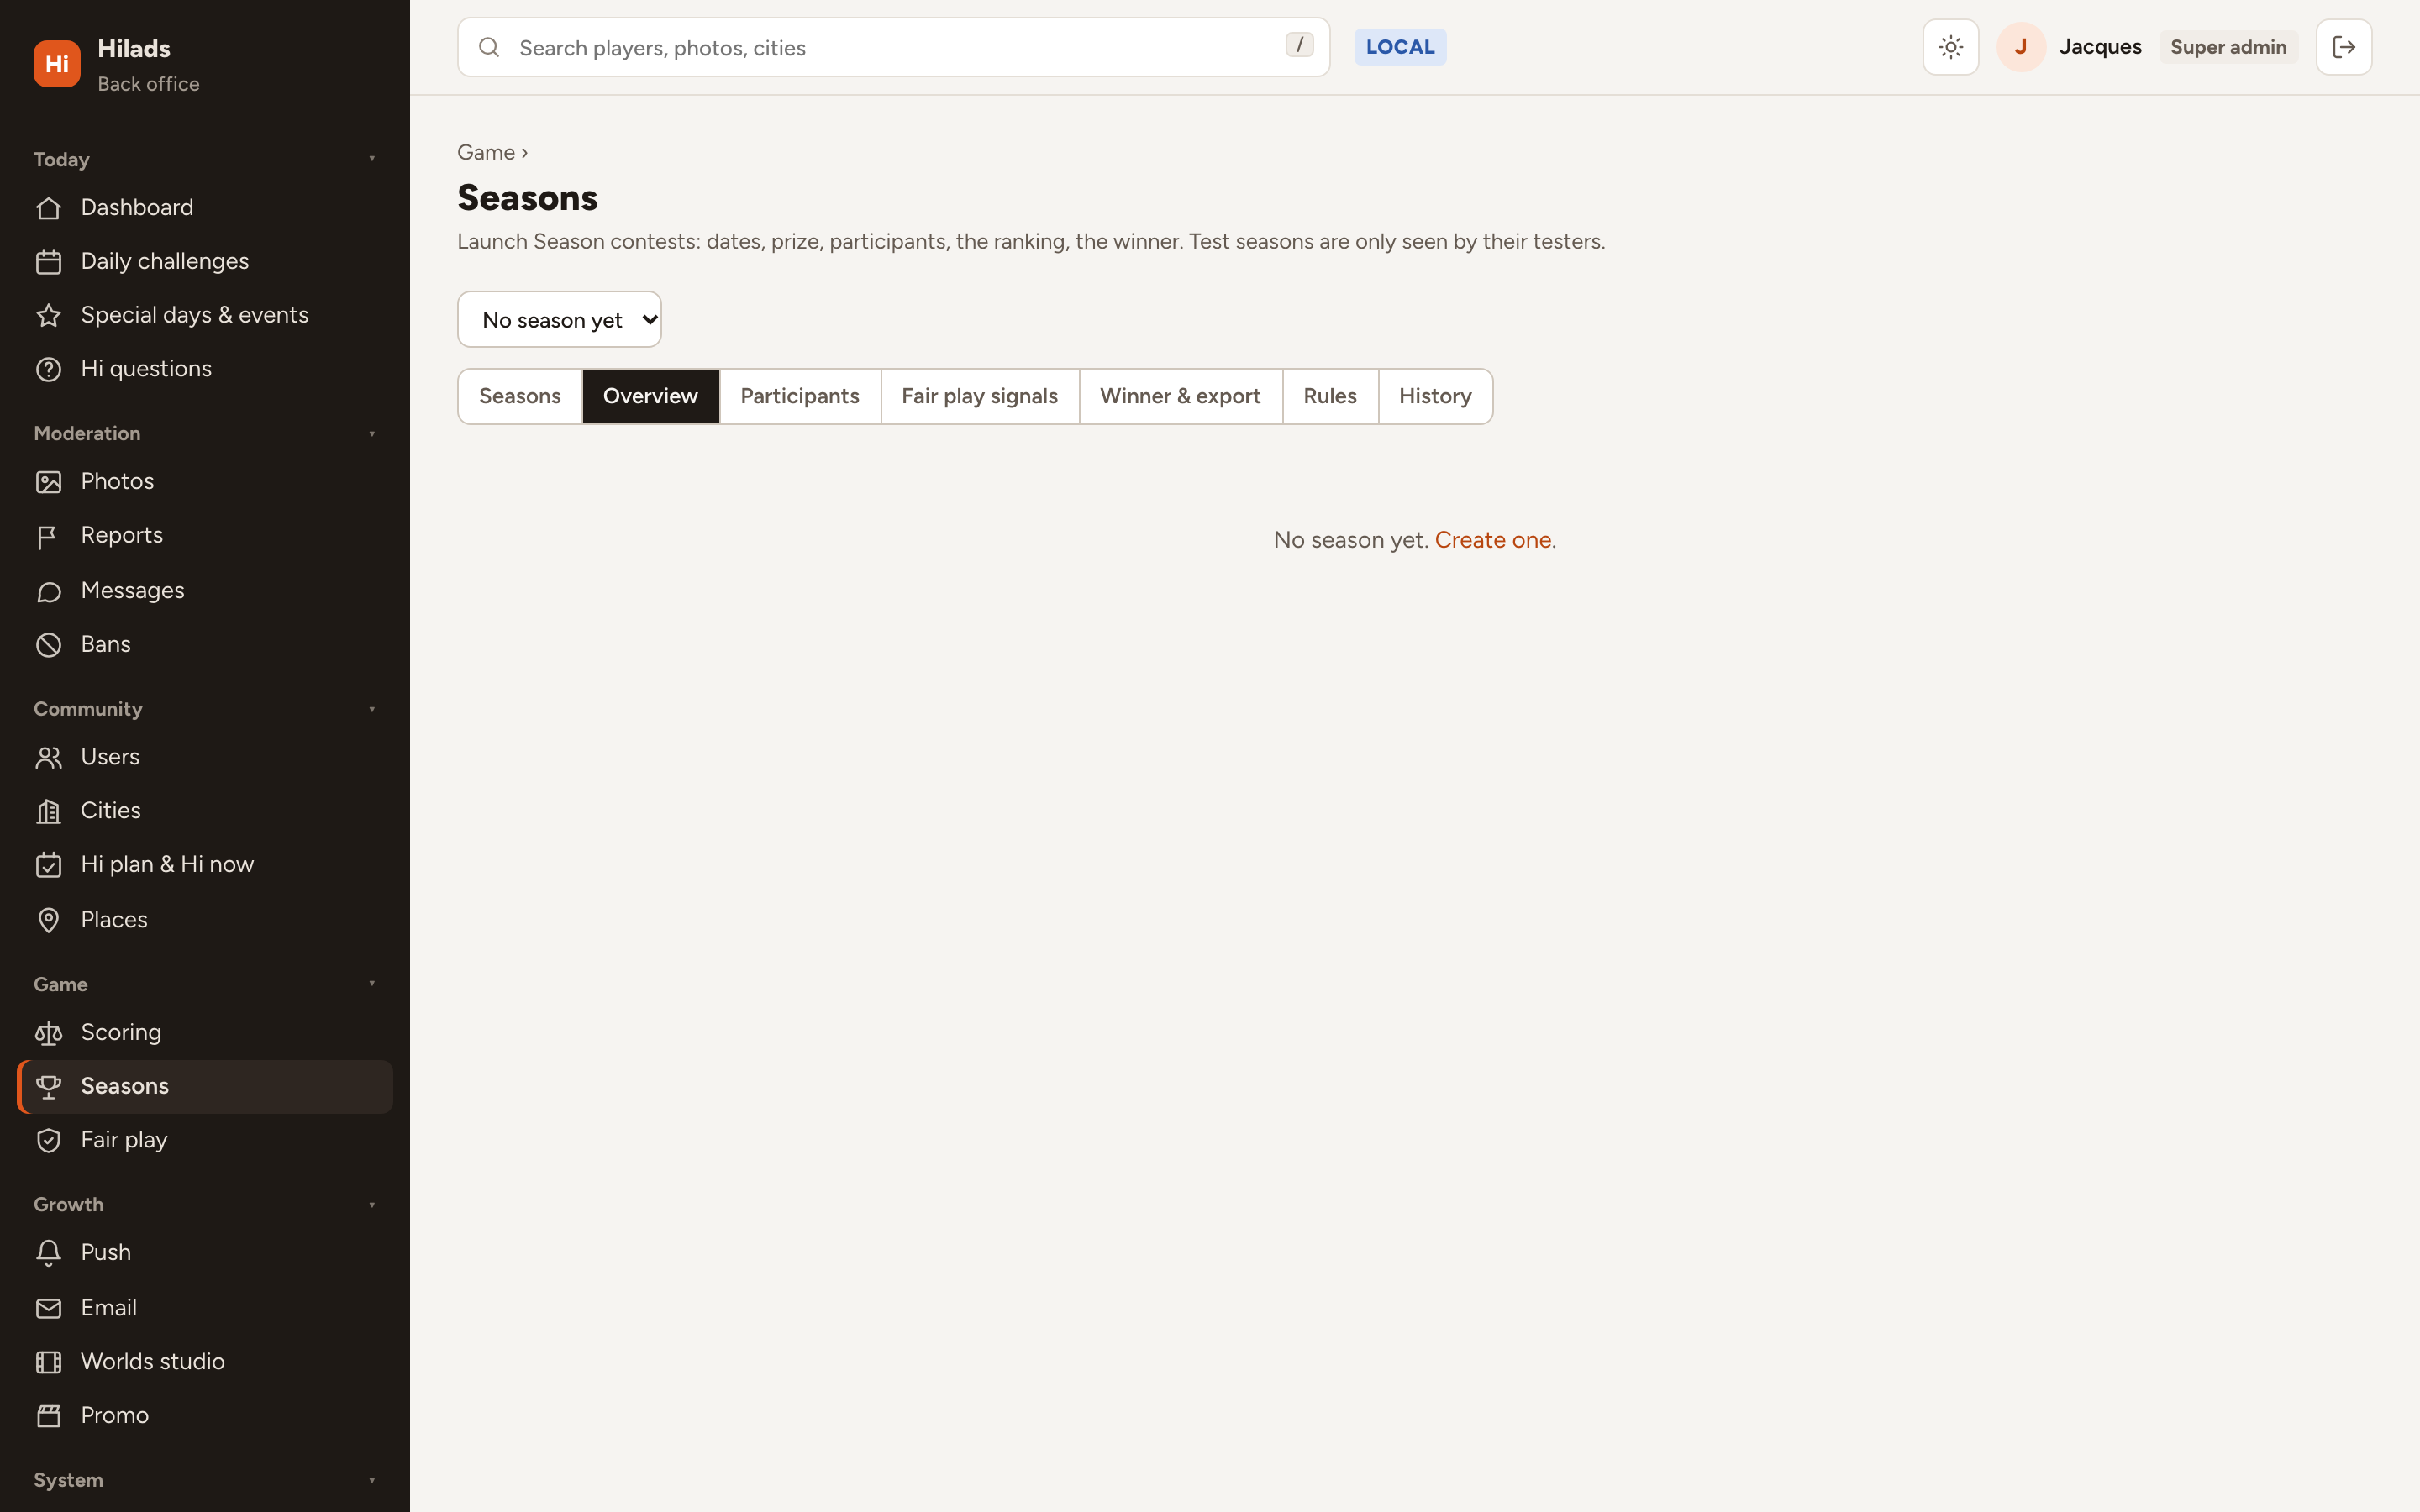 Hi
Hilads
Back office
Today
Dashboard
Daily challenges
Special days & events
Hi questions
Moderation
Photos
Reports
Messages
Bans
Community
Users
Cities
Hi plan & Hi now
Places
Game
Scoring
Seasons
Fair play
Growth
Push
Email
Worlds studio
Promo
System
Search players, photos, cities /
LOCAL
J Jacques Super admin
Game ›
Seasons
Launch Season contests: dates, prize, participants, the ranking, the winner. Test seasons are only seen by their testers.
No season yet
Seasons Overview Participants Fair play signals Winner & export Rules History
No season yet. Create one.